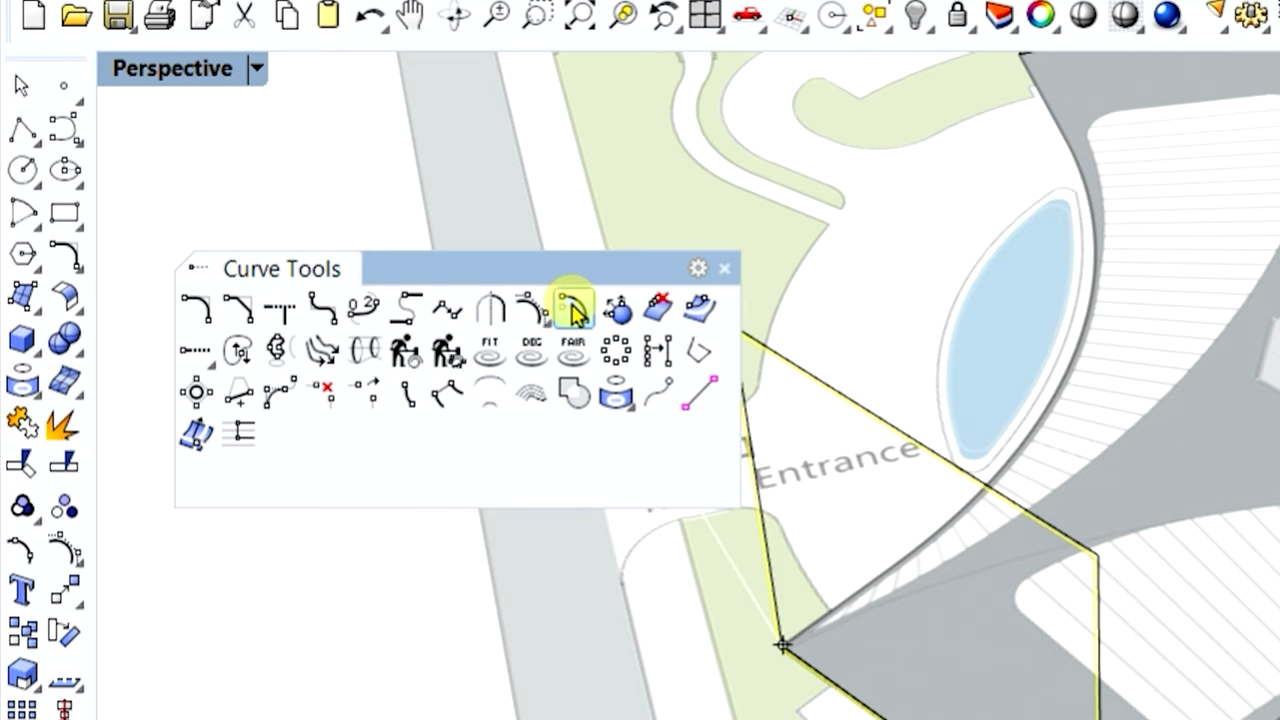 Perspective
Curve Tools
FIT DEG FAIR
Entrance
T